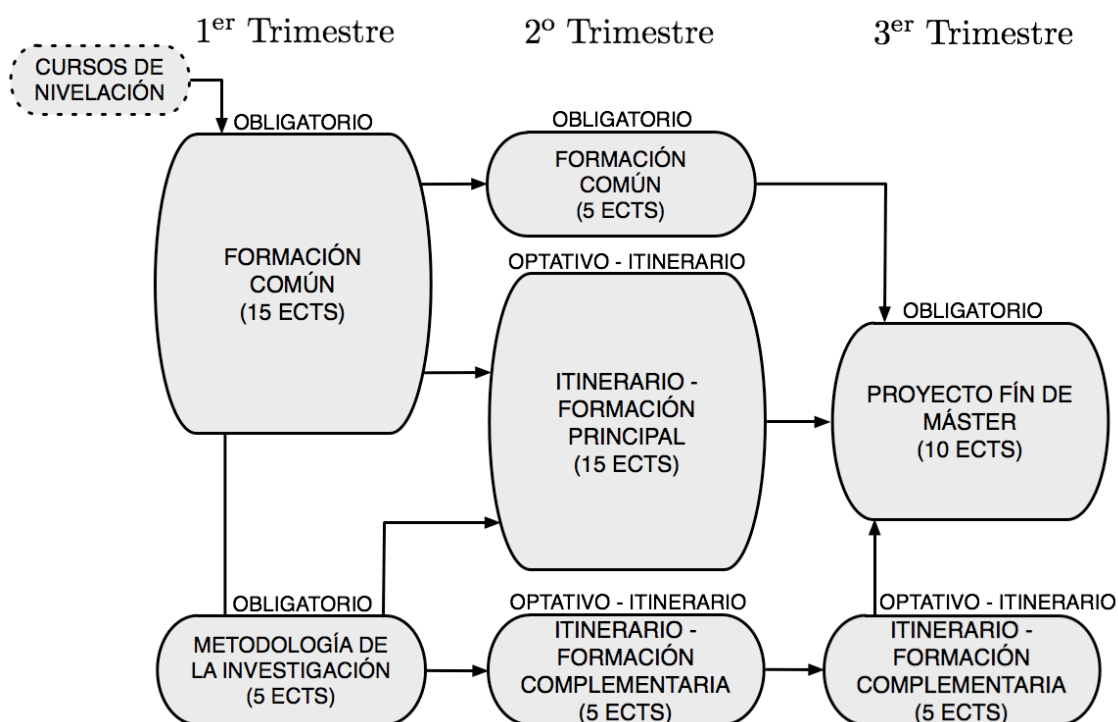 1er Trimestre
2º Trimestre
3er Trimestre
CURSOS DE
NIVELACIÓN
OBLIGATORIO
FORMACIÓN
COMÚN
(15 ECTS)
OBLIGATORIO
METODOLOGÍA DE
LA INVESTIGACIÓN
(5 ECTS)
OBLIGATORIO
FORMACIÓN
COMÚN
(5 ECTS)
OPTATIVO - ITINERARIO
ITINERARIO -
FORMACIÓN
PRINCIPAL
(15 ECTS)
OPTATIVO - ITINERARIO
ITINERARIO -
FORMACIÓN
COMPLEMENTARIA
(5 ECTS)
OBLIGATORIO
PROYECTO FÍN DE
MÁSTER
(10 ECTS)
OPTATIVO - ITINERARIO
ITINERARIO -
FORMACIÓN
COMPLEMENTARIA
(5 ECTS)